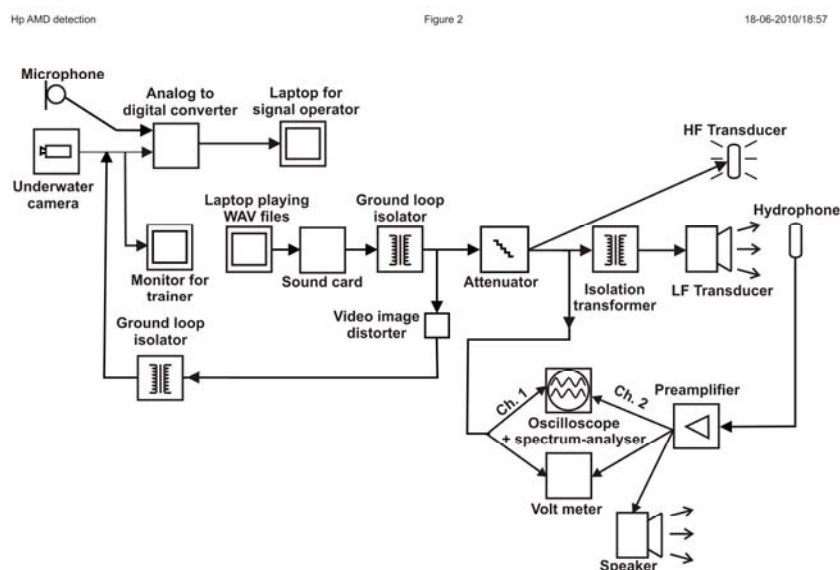 Hp AMD detection
Figure 2
18-06-2010/18:57
Microphone
Analog to
digital converter
Laptop for
signal operator
HF Transducer
Underwater
camera
Laptop playing
WAV files
Ground loop
isolator
Hydrophone
Monitor for
trainer
Sound card
Attenuator
Isolation
transformer
LF Transducer
Ground loop
isolator
Video image
distorter
Ch. 1
Ch. 2
Preamplifier
Oscilloscope
+ spectrum-analyser
Volt meter
Speaker